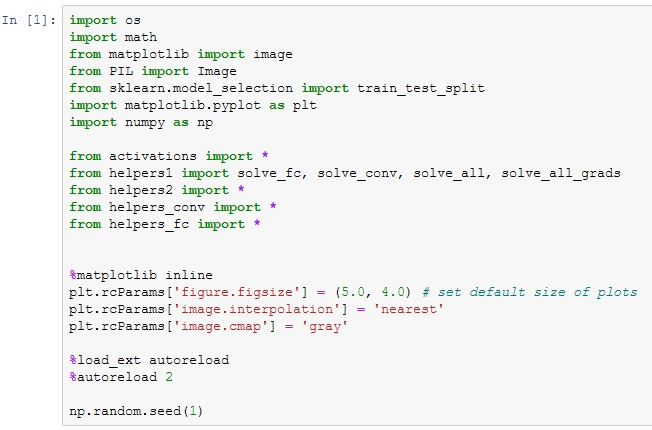 In [1]: import os
import math
from matplotlib import image
from PIL import Image
from sklearn.model_selection import train_test_split
import matplotlib.pyplot as plt
import numpy as np
from activations import *
from helpers1 import solve_fc, solve_conv, solve_all, solve_all_grads
from helpers2 import *
from helpers_conv import *
from helpers_fc import *
%matplotlib inline
plt.rcParams['figure.figsize'] = (5.0, 4.0) # set default size of plots
plt.rcParams['image.interpolation'] = 'nearest'
plt.rcParams['image.cmap'] = 'gray'
%load_ext autoreload
%autoreload 2
np.random.seed(1)